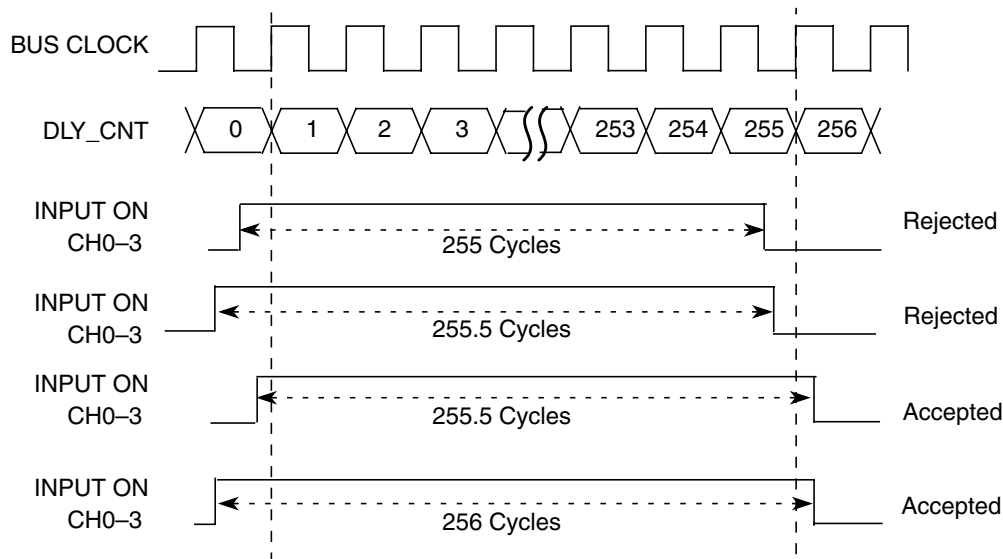 BUS CLOCK
DLY_CNT 0 1 2 3 253 254 255 256
INPUT ON
CH0–3
255 Cycles
Rejected
INPUT ON
CH0–3
255.5 Cycles
Rejected
INPUT ON
CH0–3
255.5 Cycles
Accepted
INPUT ON
CH0–3
256 Cycles
Accepted